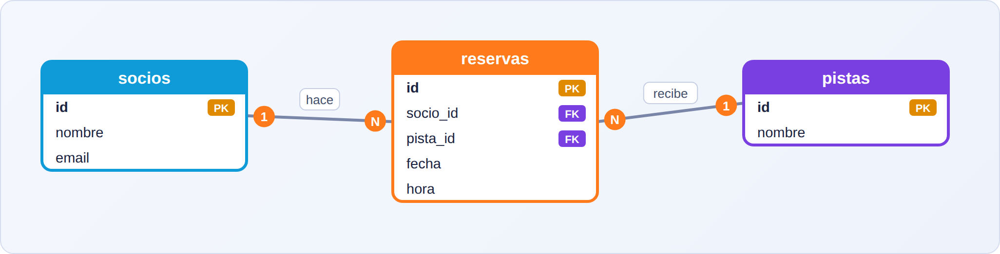 socios
id PK
nombre
email
1
hace
N
reservas
id PK
socio_id FK
pista_id FK
fecha
hora
N
recibe
1
pistas
id PK
nombre